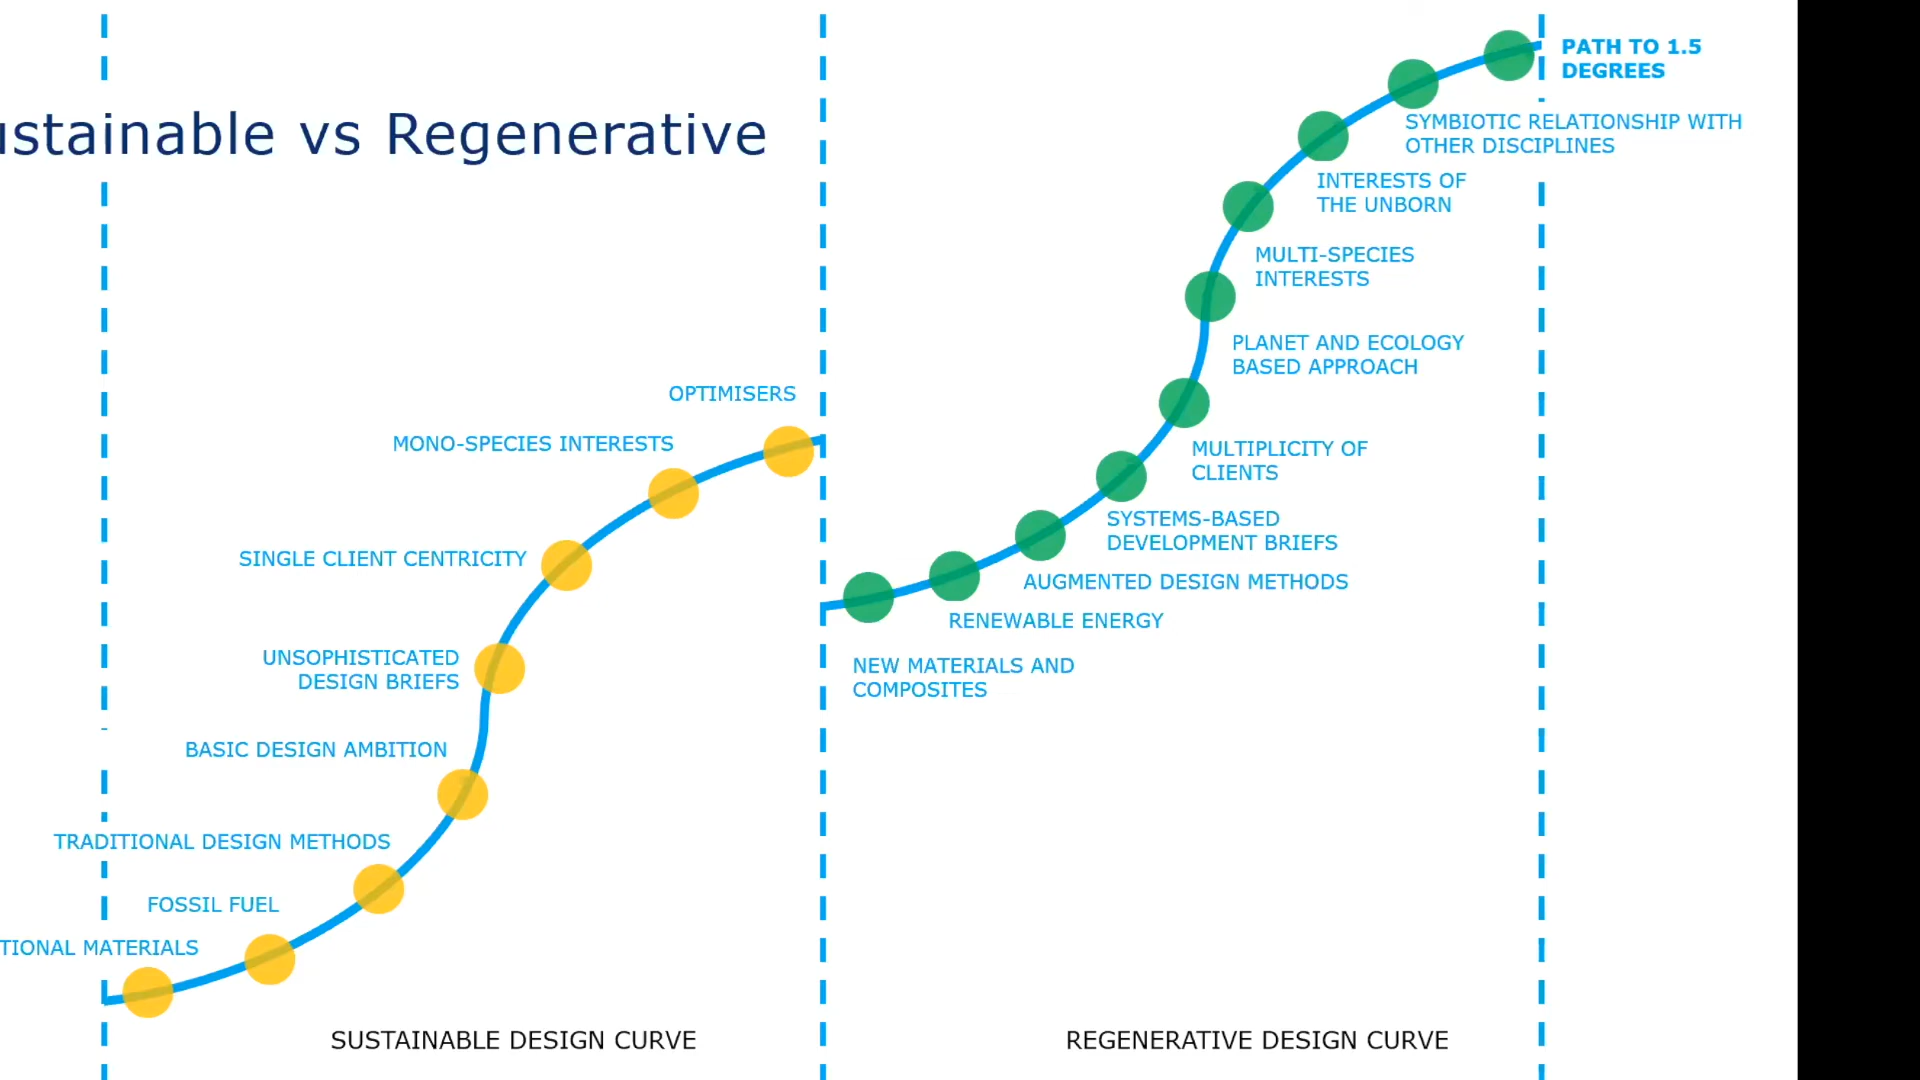 ustainable vs Regenerative
OPTIMISERS
MONO-SPECIES INTERESTS
SINGLE CLIENT CENTRICITY
UNSOPHISTICATED
DESIGN BRIEFS
BASIC DESIGN AMBITION
TRADITIONAL DESIGN METHODS
FOSSIL FUEL
TIONAL MATERIALS
SUSTAINABLE DESIGN CURVE
PATH TO 1.5
DEGREES
SYMBIOTIC RELATIONSHIP WITH
OTHER DISCIPLINES
INTERESTS OF
THE UNBORN
MULTI-SPECIES
INTERESTS
PLANET AND ECOLOGY
BASED APPROACH
MULTIPLICITY OF
CLIENTS
SYSTEMS-BASED
DEVELOPMENT BRIEFS
AUGMENTED DESIGN METHODS
RENEWABLE ENERGY
NEW MATERIALS AND
COMPOSITES
REGENERATIVE DESIGN CURVE